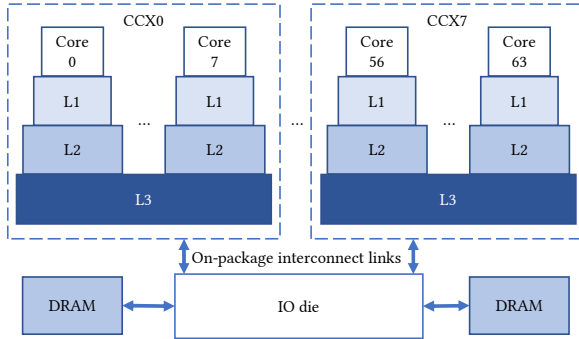 CCX0
CCX7
Core
0
Core
7
Core
56
Core
63
L1
L1
L1
L1
...
...
...
L2
L2
L2
L2
L3
L3
On-package interconnect links
DRAM
IO die
DRAM